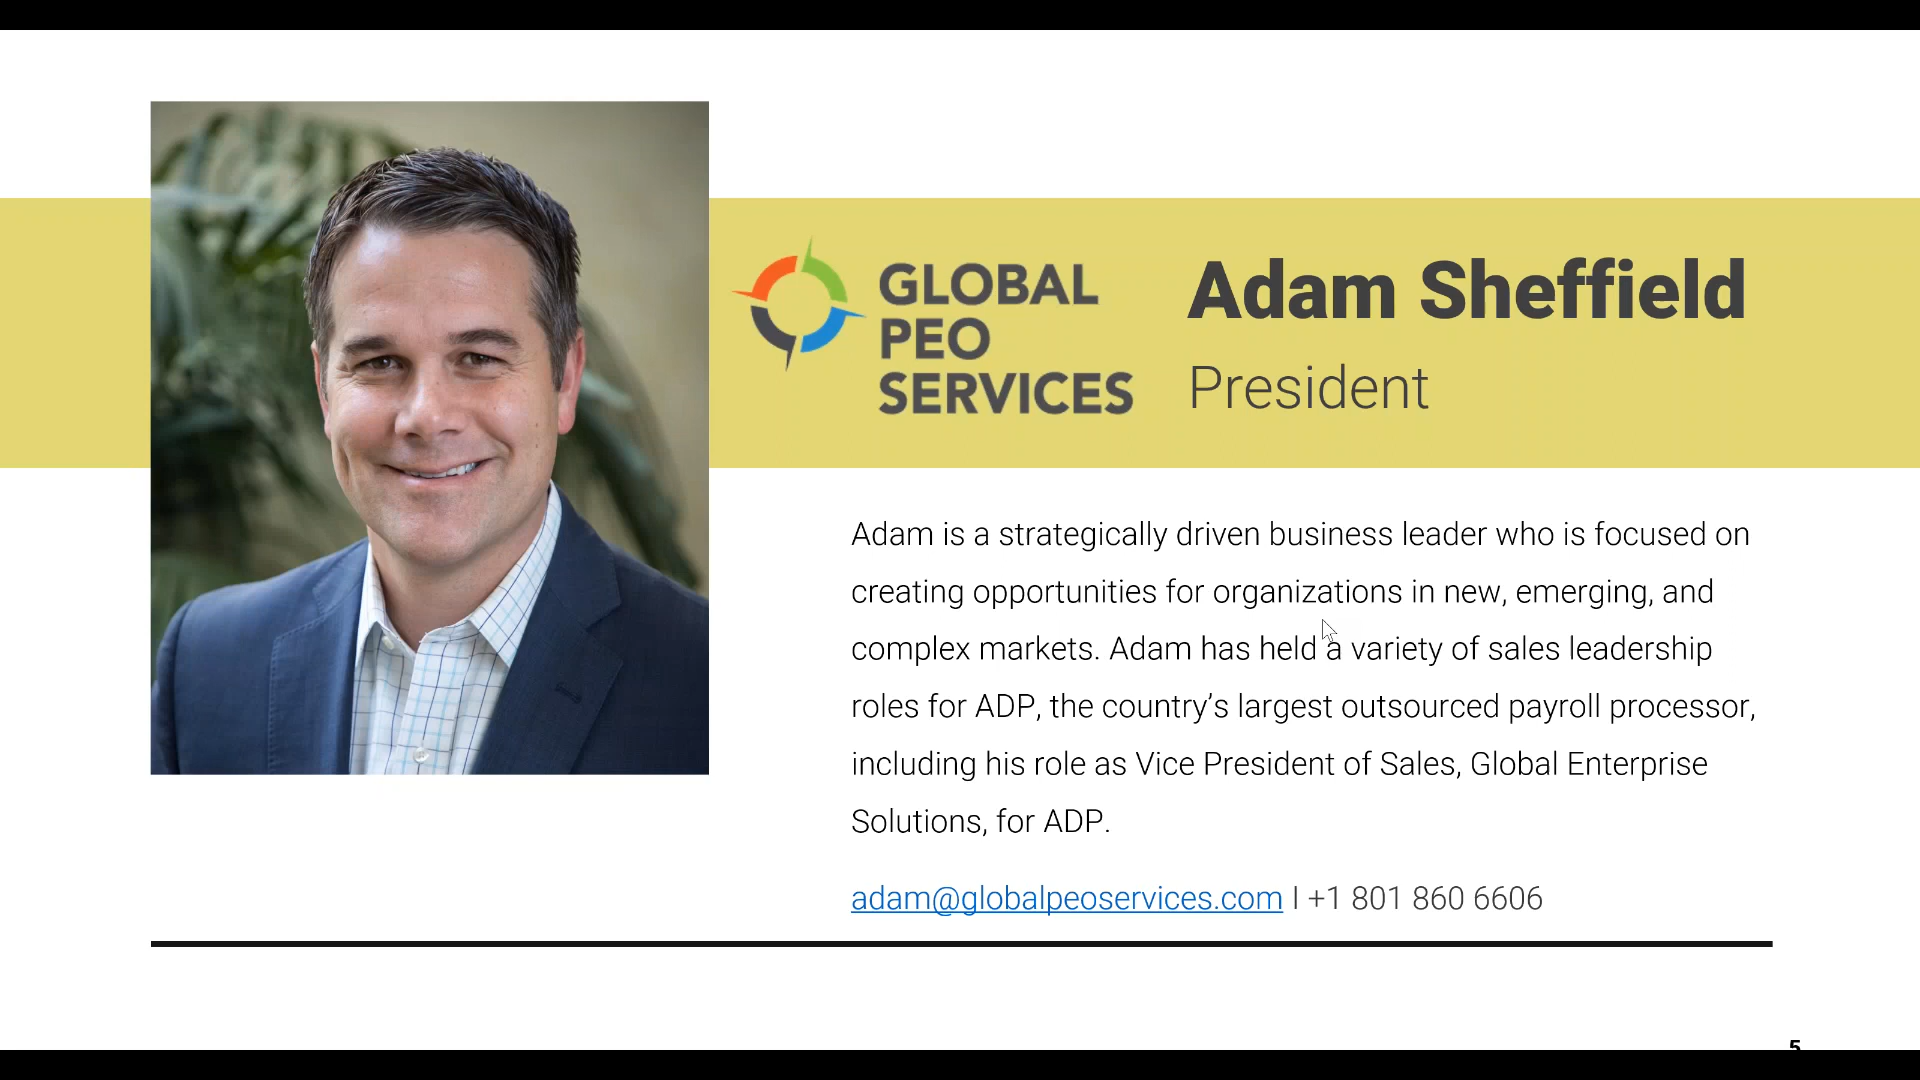 GLOBAL
PEO
SERVICES
Adam Sheffield
President
Adam is a strategically driven business leader who is focused on
creating opportunities for organizations in new, emerging, and
complex markets. Adam has held a variety of sales leadership
roles for ADP, the country’s largest outsourced payroll processor,
including his role as Vice President of Sales, Global Enterprise
Solutions, for ADP.
adam@globalpeoservices.com I +1 801 860 6606
5